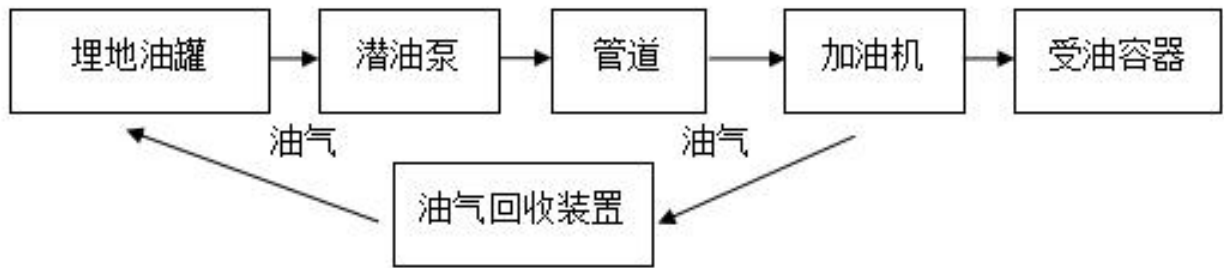 埋地油罐
潜油泵
管道
加油机
受油容器
油气
油气
油气回收装置